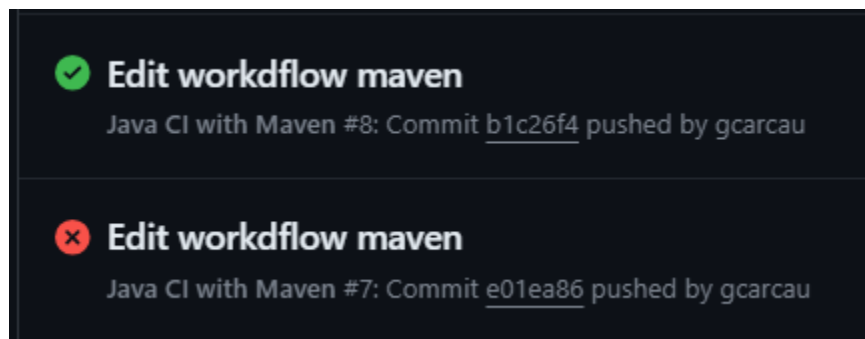 Edit workdflow maven
Java CI with Maven #8: Commit b1c26f4 pushed by gcarcau
Edit workdflow maven
Java CI with Maven #7: Commit e01ea86 pushed by gcarcau